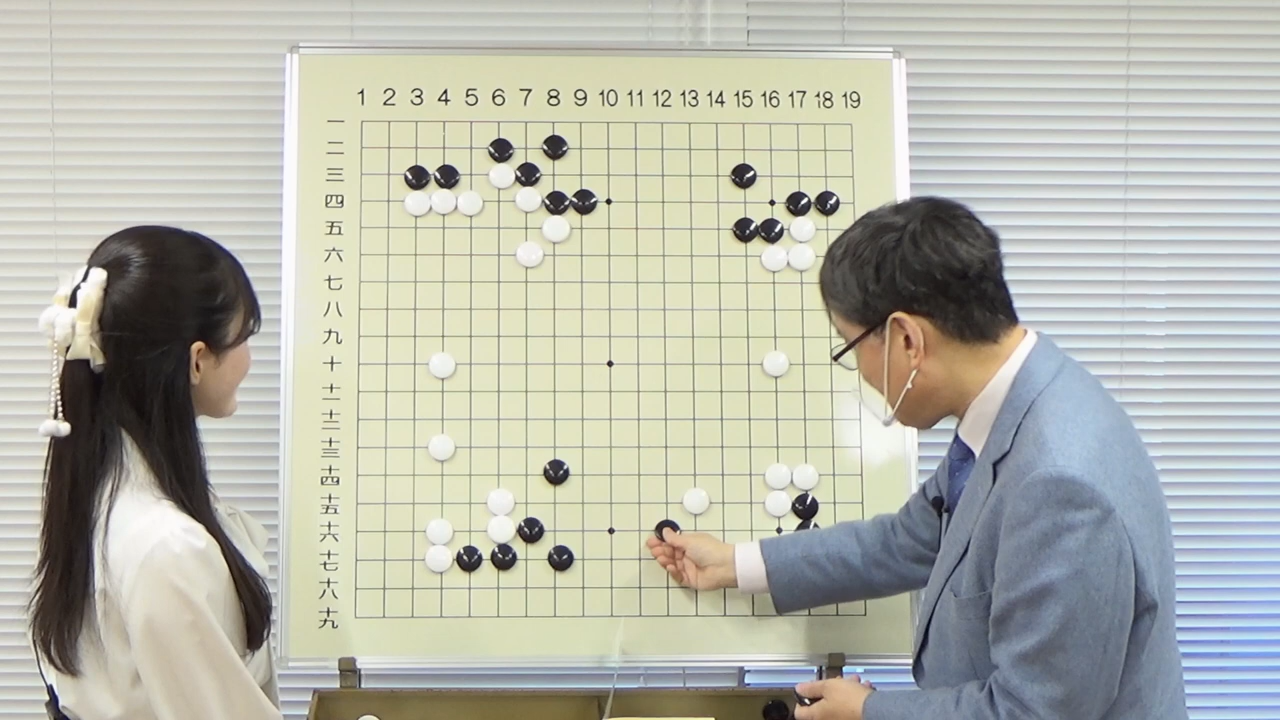 1 2 3 4 5 6 7 8 9 10 11 12 13 14 15 16 17 18 19
一
二
三
四
五
六
七
八
九
十
十一
十二
十三
十四
十五
十六
十七
十八
十九